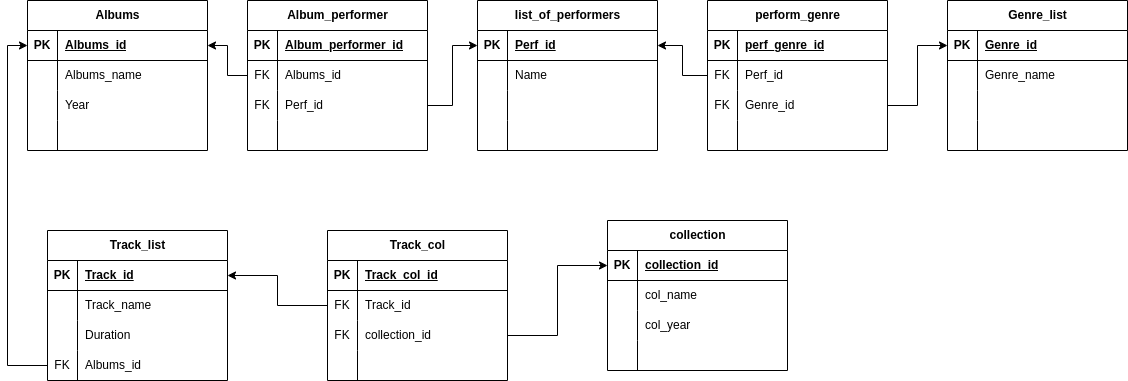 Albums
PK Albums_id
Albums_name
Year
Album_performer
PK Album_performer_id
FK Albums_id
FK Perf_id
list_of_performers
PK Perf_id
Name
perform_genre
PK perf_genre_id
FK Perf_id
FK Genre_id
Genre_list
PK Genre_id
Genre_name
Track_list
PK Track_id
Track_name
Duration
FK Albums_id
Track_col
PK Track_col_id
FK Track_id
FK collection_id
collection
PK collection_id
col_name
col_year